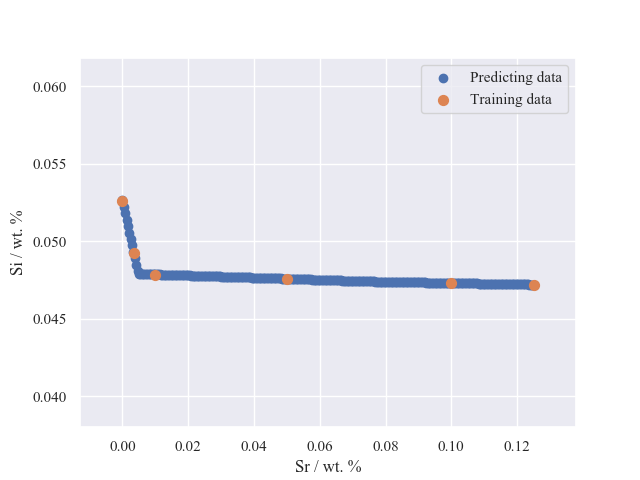 Predicting data
Training data
0.060
0.055
0.050
0.045
0.040
Si / wt. %
0.00 0.02 0.04 0.06 0.08 0.10 0.12
Sr / wt. %